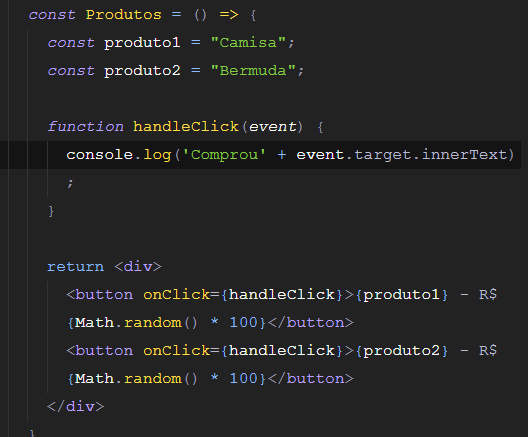 const Produtos = () => {
const produto1 = "Camisa";
const produto2 = "Bermuda";
function handleClick(event) {
console.log('Comprou' + event.target.innerText)
;
}
return <div>
<button onClick={handleClick}>{produto1} - R$
{Math.random() * 100}</button>
<button onClick={handleClick}>{produto2} - R$
{Math.random() * 100}</button>
</div>
}